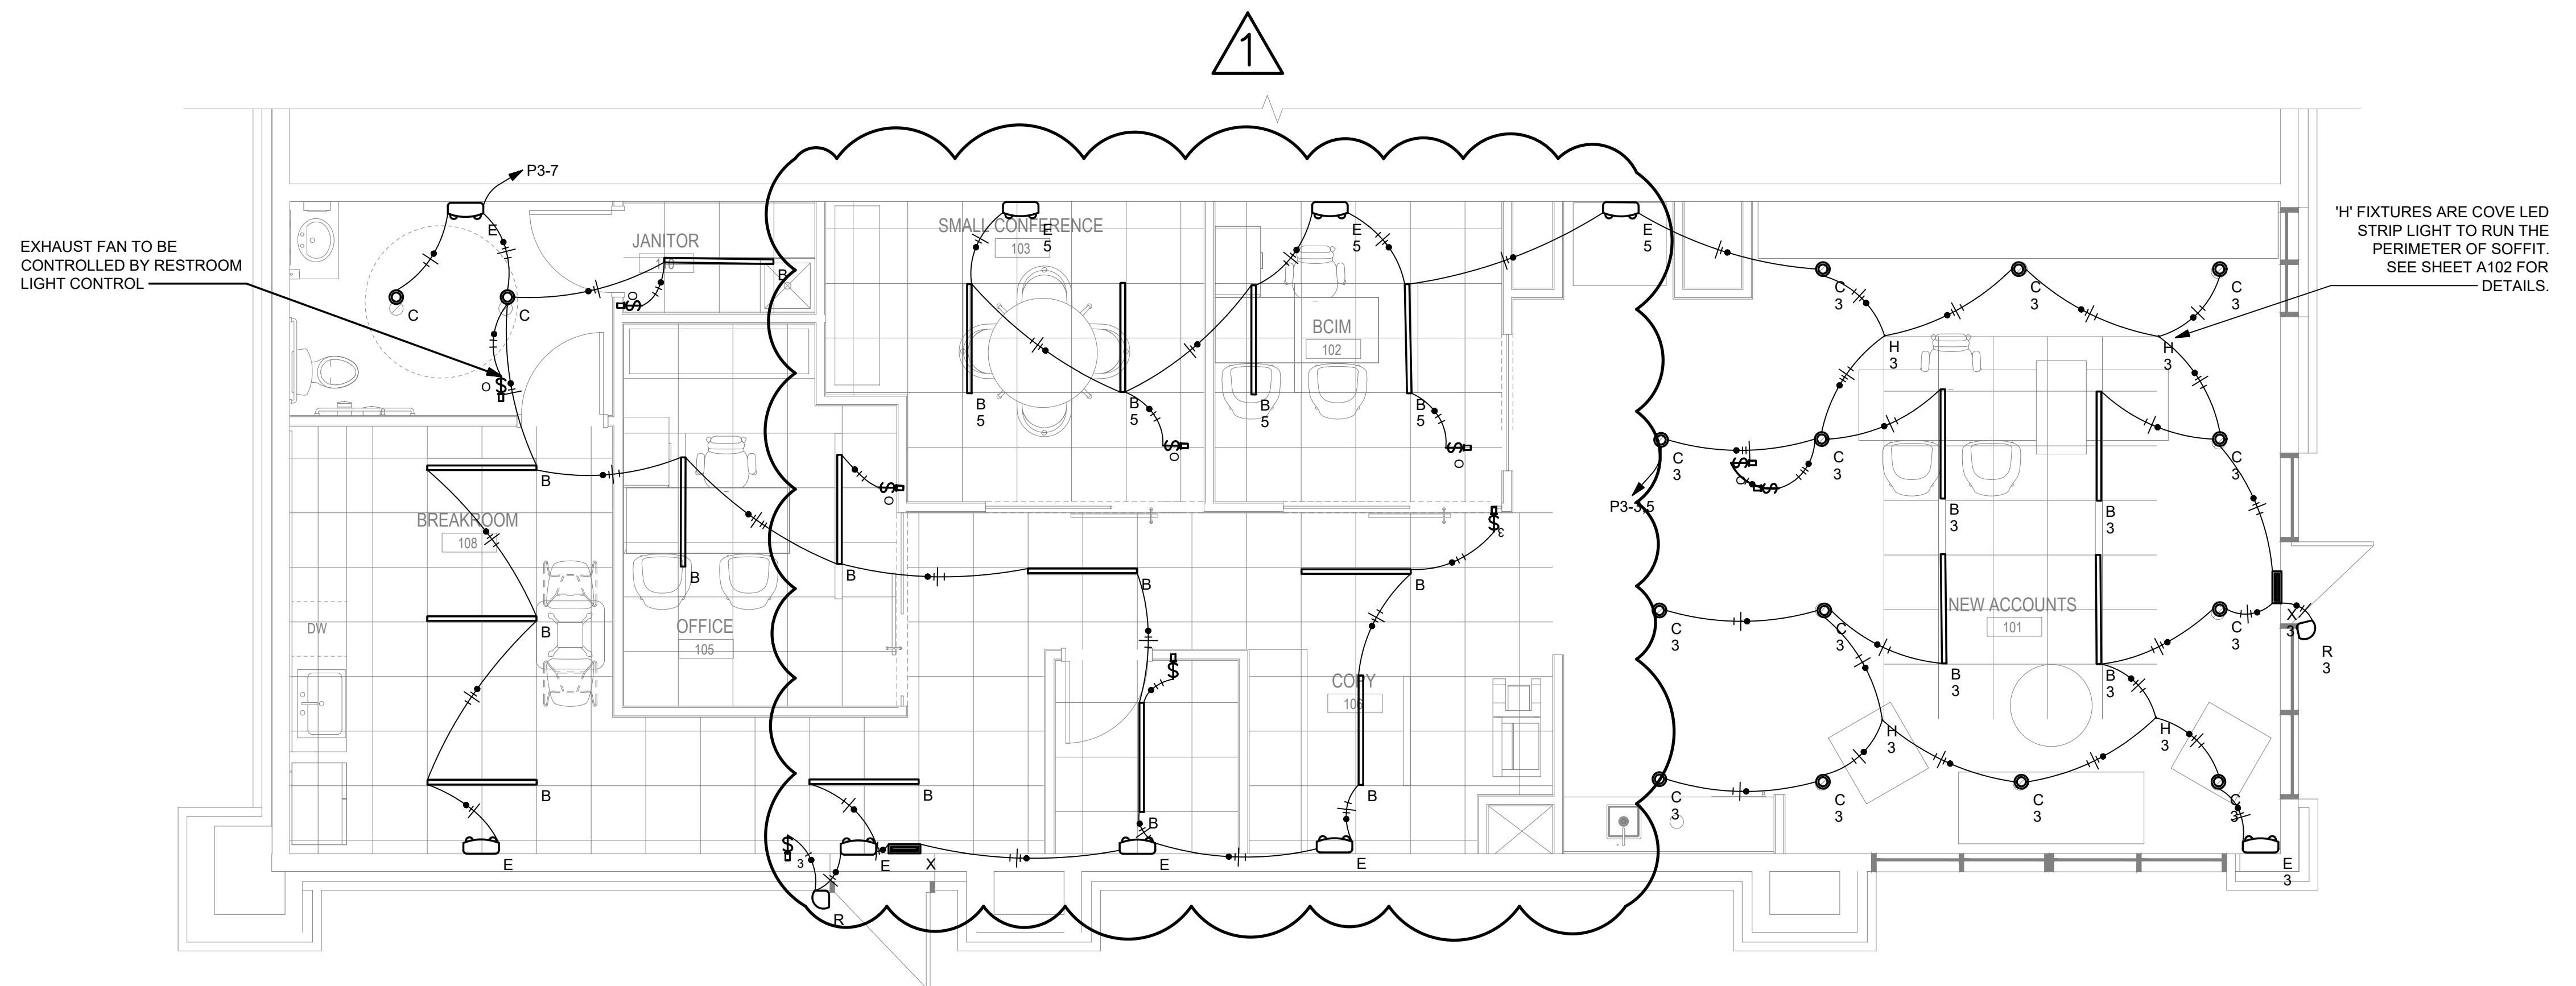 1
P3-7
'H' FIXTURES ARE COVE LED
STRIP LIGHT TO RUN THE
PERIMETER OF SOFFIT.
SEE SHEET A102 FOR
DETAILS.
EXHAUST FAN TO BE
CONTROLLED BY RESTROOM
LIGHT CONTROL
E
JANITOR
110
B
O
C
C
O
$
$
SMALL CONFERENCE
103
E
5
E
5
E
5
BCIM
102
B
5
B
5
B
5
B
5
$
O
$
O
C
3
C
3
C
3
H
3
H
3
C
3
C
3
C
3
$
O
$
P3-3,5
B
3
B
3
B
BREAKROOM
108
B
B
$
O
B
B
$
3
DW
B
OFFICE
105
$
COPY
106
NEW ACCOUNTS
101
C
3
C
3
C
3
X
3
R
3
B
3
B
3
H
3
H
3
B
B
B
B
C
3
C
3
C
3
C
3
E
$
3
E
X
E
E
E
3
R